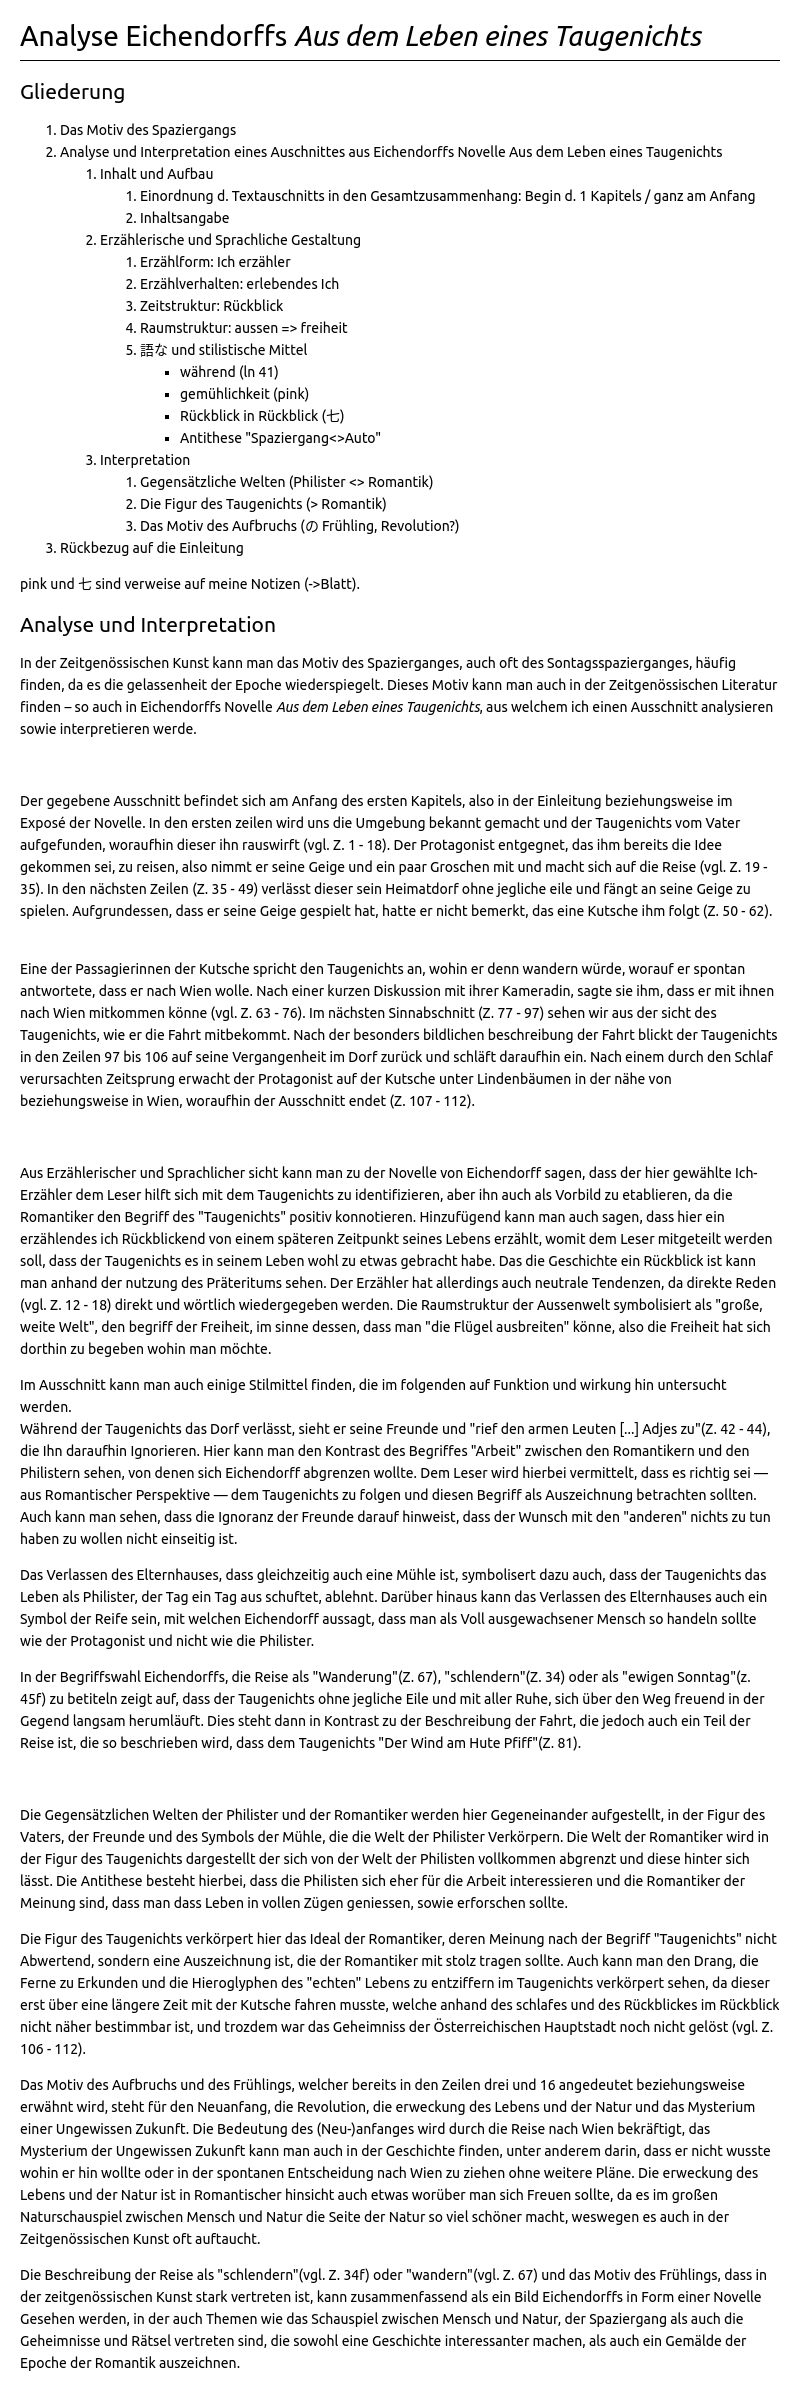 Analyse Eichendorffs Aus dem Leben eines Taugenichts
Gliederung
1. Das Motiv des Spaziergangs
2. Analyse und Interpretation eines Auschnittes aus Eichendorffs Novelle Aus dem Leben eines Taugenichts
1. Inhalt und Aufbau
1. Einordnung d. Textauschnitts in den Gesamtzusammenhang: Begin d. 1 Kapitels / ganz am Anfang
2. Inhaltsangabe
2. Erzählerische und Sprachliche Gestaltung
1. Erzählform: Ich erzähler
2. Erzählverhalten: erlebendes Ich
3. Zeitstruktur: Rückblick
4. Raumstruktur: aussen => freiheit
5. 語な und stilistische Mittel
▪ während (ln 41)
▪ gemühlichkeit (pink)
▪ Rückblick in Rückblick (七)
▪ Antithese "Spaziergang<>Auto"
3. Interpretation
1. Gegensätzliche Welten (Philister <> Romantik)
2. Die Figur des Taugenichts (> Romantik)
3. Das Motiv des Aufbruchs (の Frühling, Revolution?)
3. Rückbezug auf die Einleitung
pink und 七 sind verweise auf meine Notizen (->Blatt).
Analyse und Interpretation
In der Zeitgenössischen Kunst kann man das Motiv des Spazierganges, auch oft des Sontagsspazierganges, häufig
finden, da es die gelassenheit der Epoche wiederspiegelt. Dieses Motiv kann man auch in der Zeitgenössischen Literatur
finden – so auch in Eichendorffs Novelle Aus dem Leben eines Taugenichts, aus welchem ich einen Ausschnitt analysieren
sowie interpretieren werde.
Der gegebene Ausschnitt befindet sich am Anfang des ersten Kapitels, also in der Einleitung beziehungsweise im
Exposé der Novelle. In den ersten zeilen wird uns die Umgebung bekannt gemacht und der Taugenichts vom Vater
aufgefunden, woraufhin dieser ihn rauswirft (vgl. Z. 1 - 18). Der Protagonist entgegnet, das ihm bereits die Idee
gekommen sei, zu reisen, also nimmt er seine Geige und ein paar Groschen mit und macht sich auf die Reise (vgl. Z. 19 -
35). In den nächsten Zeilen (Z. 35 - 49) verlässt dieser sein Heimatdorf ohne jegliche eile und fängt an seine Geige zu
spielen. Aufgrundessen, dass er seine Geige gespielt hat, hatte er nicht bemerkt, das eine Kutsche ihm folgt (Z. 50 - 62).
Eine der Passagierinnen der Kutsche spricht den Taugenichts an, wohin er denn wandern würde, worauf er spontan
antwortete, dass er nach Wien wolle. Nach einer kurzen Diskussion mit ihrer Kameradin, sagte sie ihm, dass er mit ihnen
nach Wien mitkommen könne (vgl. Z. 63 - 76). Im nächsten Sinnabschnitt (Z. 77 - 97) sehen wir aus der sicht des
Taugenichts, wie er die Fahrt mitbekommt. Nach der besonders bildlichen beschreibung der Fahrt blickt der Taugenichts
in den Zeilen 97 bis 106 auf seine Vergangenheit im Dorf zurück und schläft daraufhin ein. Nach einem durch den Schlaf
verursachten Zeitsprung erwacht der Protagonist auf der Kutsche unter Lindenbäumen in der nähe von
beziehungsweise in Wien, woraufhin der Ausschnitt endet (Z. 107 - 112).
Aus Erzählerischer und Sprachlicher sicht kann man zu der Novelle von Eichendorff sagen, dass der hier gewählte Ich-
Erzähler dem Leser hilft sich mit dem Taugenichts zu identifizieren, aber ihn auch als Vorbild zu etablieren, da die
Romantiker den Begriff des "Taugenichts" positiv konnotieren. Hinzufügend kann man auch sagen, dass hier ein
erzählendes ich Rückblickend von einem späteren Zeitpunkt seines Lebens erzählt, womit dem Leser mitgeteilt werden
soll, dass der Taugenichts es in seinem Leben wohl zu etwas gebracht habe. Das die Geschichte ein Rückblick ist kann
man anhand der nutzung des Präteritums sehen. Der Erzähler hat allerdings auch neutrale Tendenzen, da direkte Reden
(vgl. Z. 12 - 18) direkt und wörtlich wiedergegeben werden. Die Raumstruktur der Aussenwelt symbolisiert als "große,
weite Welt", den begriff der Freiheit, im sinne dessen, dass man "die Flügel ausbreiten" könne, also die Freiheit hat sich
dorthin zu begeben wohin man möchte.
Im Ausschnitt kann man auch einige Stilmittel finden, die im folgenden auf Funktion und wirkung hin untersucht
werden.
Während der Taugenichts das Dorf verlässt, sieht er seine Freunde und "rief den armen Leuten [...] Adjes zu"(Z. 42 - 44),
die Ihn daraufhin Ignorieren. Hier kann man den Kontrast des Begriffes "Arbeit" zwischen den Romantikern und den
Philistern sehen, von denen sich Eichendorff abgrenzen wollte. Dem Leser wird hierbei vermittelt, dass es richtig sei —
aus Romantischer Perspektive — dem Taugenichts zu folgen und diesen Begriff als Auszeichnung betrachten sollten.
Auch kann man sehen, dass die Ignoranz der Freunde darauf hinweist, dass der Wunsch mit den "anderen" nichts zu tun
haben zu wollen nicht einseitig ist.
Das Verlassen des Elternhauses, dass gleichzeitig auch eine Mühle ist, symbolisert dazu auch, dass der Taugenichts das
Leben als Philister, der Tag ein Tag aus schuftet, ablehnt. Darüber hinaus kann das Verlassen des Elternhauses auch ein
Symbol der Reife sein, mit welchen Eichendorff aussagt, dass man als Voll ausgewachsener Mensch so handeln sollte
wie der Protagonist und nicht wie die Philister.
In der Begriffswahl Eichendorffs, die Reise als "Wanderung"(Z. 67), "schlendern"(Z. 34) oder als "ewigen Sonntag"(z.
45f) zu betiteln zeigt auf, dass der Taugenichts ohne jegliche Eile und mit aller Ruhe, sich über den Weg freuend in der
Gegend langsam herumläuft. Dies steht dann in Kontrast zu der Beschreibung der Fahrt, die jedoch auch ein Teil der
Reise ist, die so beschrieben wird, dass dem Taugenichts "Der Wind am Hute Pfiff"(Z. 81).
Die Gegensätzlichen Welten der Philister und der Romantiker werden hier Gegeneinander aufgestellt, in der Figur des
Vaters, der Freunde und des Symbols der Mühle, die die Welt der Philister Verkörpern. Die Welt der Romantiker wird in
der Figur des Taugenichts dargestellt der sich von der Welt der Philisten vollkommen abgrenzt und diese hinter sich
lässt. Die Antithese besteht hierbei, dass die Philisten sich eher für die Arbeit interessieren und die Romantiker der
Meinung sind, dass man dass Leben in vollen Zügen geniessen, sowie erforschen sollte.
Die Figur des Taugenichts verkörpert hier das Ideal der Romantiker, deren Meinung nach der Begriff "Taugenichts" nicht
Abwertend, sondern eine Auszeichnung ist, die der Romantiker mit stolz tragen sollte. Auch kann man den Drang, die
Ferne zu Erkunden und die Hieroglyphen des "echten" Lebens zu entziffern im Taugenichts verkörpert sehen, da dieser
erst über eine längere Zeit mit der Kutsche fahren musste, welche anhand des schlafes und des Rückblickes im Rückblick
nicht näher bestimmbar ist, und trozdem war das Geheimniss der Österreichischen Hauptstadt noch nicht gelöst (vgl. Z.
106 - 112).
Das Motiv des Aufbruchs und des Frühlings, welcher bereits in den Zeilen drei und 16 angedeutet beziehungsweise
erwähnt wird, steht für den Neuanfang, die Revolution, die erweckung des Lebens und der Natur und das Mysterium
einer Ungewissen Zukunft. Die Bedeutung des (Neu-)anfanges wird durch die Reise nach Wien bekräftigt, das
Mysterium der Ungewissen Zukunft kann man auch in der Geschichte finden, unter anderem darin, dass er nicht wusste
wohin er hin wollte oder in der spontanen Entscheidung nach Wien zu ziehen ohne weitere Pläne. Die erweckung des
Lebens und der Natur ist in Romantischer hinsicht auch etwas worüber man sich Freuen sollte, da es im großen
Naturschauspiel zwischen Mensch und Natur die Seite der Natur so viel schöner macht, weswegen es auch in der
Zeitgenössischen Kunst oft auftaucht.
Die Beschreibung der Reise als "schlendern"(vgl. Z. 34f) oder "wandern"(vgl. Z. 67) und das Motiv des Frühlings, dass in
der zeitgenössischen Kunst stark vertreten ist, kann zusammenfassend als ein Bild Eichendorffs in Form einer Novelle
Gesehen werden, in der auch Themen wie das Schauspiel zwischen Mensch und Natur, der Spaziergang als auch die
Geheimnisse und Rätsel vertreten sind, die sowohl eine Geschichte interessanter machen, als auch ein Gemälde der
Epoche der Romantik auszeichnen.